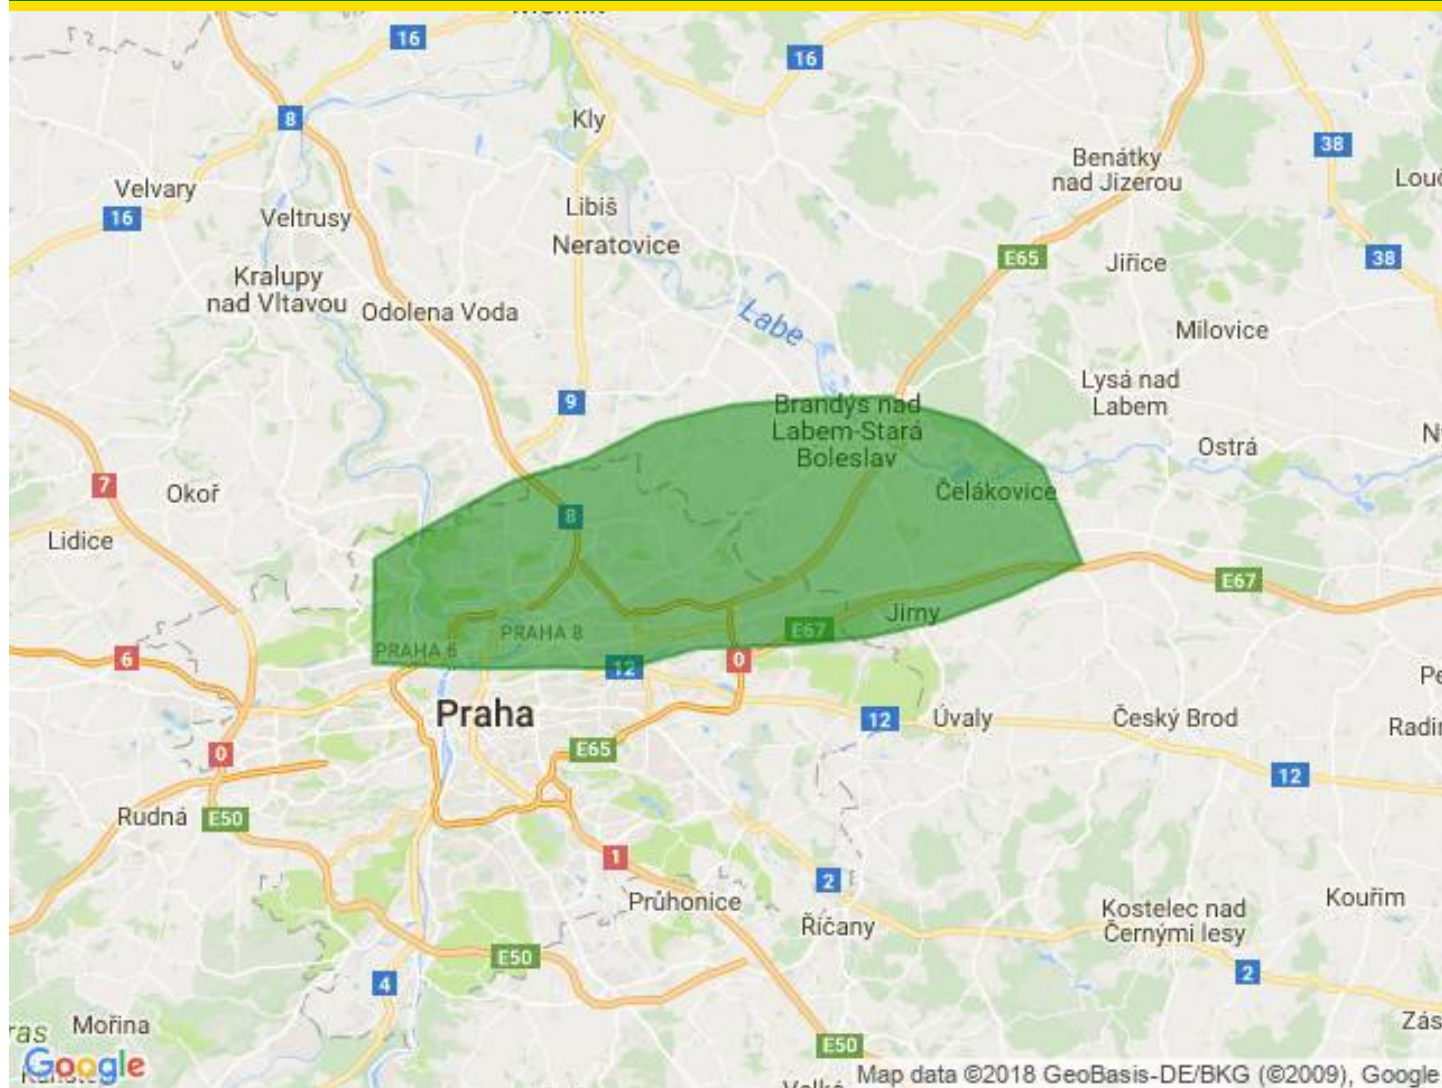 16
16
8
Kly
38
Benátky
nad Jizerou
Velvary
16
Veltrusy
Libiš
Neratovice
E65
Jiřice
38
Kralupy
nad Vltavou
Odolena Voda
Labe
Milovice
Lysá nad
Labem
9
Brandýs nad
Labem-Stará
Boleslav
Ostrá
7
Okoř
Čelákovice
8
Lidice
E67
Jirny
E67
PRAHA 8
PRAHA 6
6
12
0
Praha
12
Úvaly
Český Brod
E65
0
12
Rudná
E50
1
2
Průhonice
Říčany
Kostelec nad
Černými lesy
Kouřim
E50
4
2
Mořina
E50
Google
Map data ©2018 GeoBasis-DE/BKG (©2009), Google